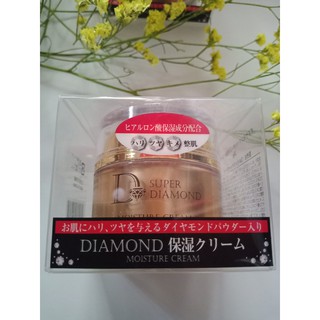 ヒアルロン酸保湿成分配合
ハリ ツヤ キメ 整肌
D
SUPER
DIAMOND
MOISTURE CREAM
お肌にハリ、ツヤを与えるダイヤモンドパウダー入り
DIAMOND 保湿クリーム
MOISTURE CREAM